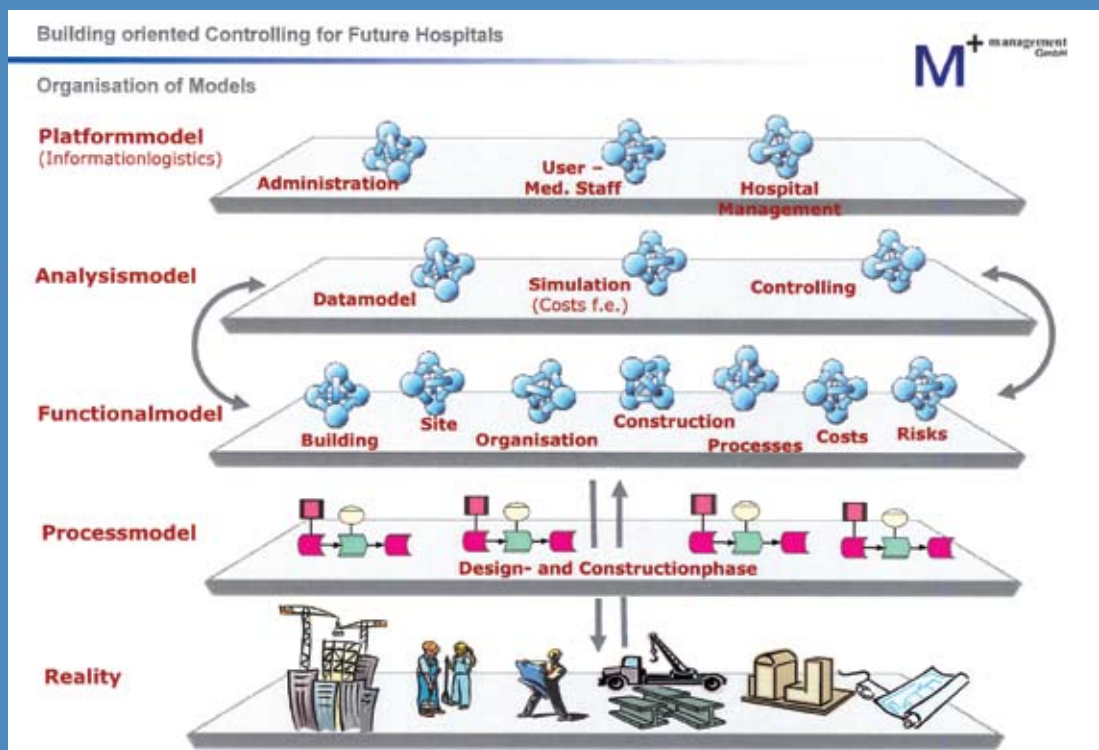 Building oriented Controlling for Future Hospitals
M+ management
GmbH
Organisation of Models
Platformmodel
(Informationlogistics)
Administration
User –
Med. Staff
Hospital
Management
Analysismodel
Datamodel
Simulation
(Costs f.e.)
Controlling
Functionalmodel
Building
Site
Organisation
Construction
Processes
Costs
Risks
Processmodel
Design- and Constructionphase
Reality